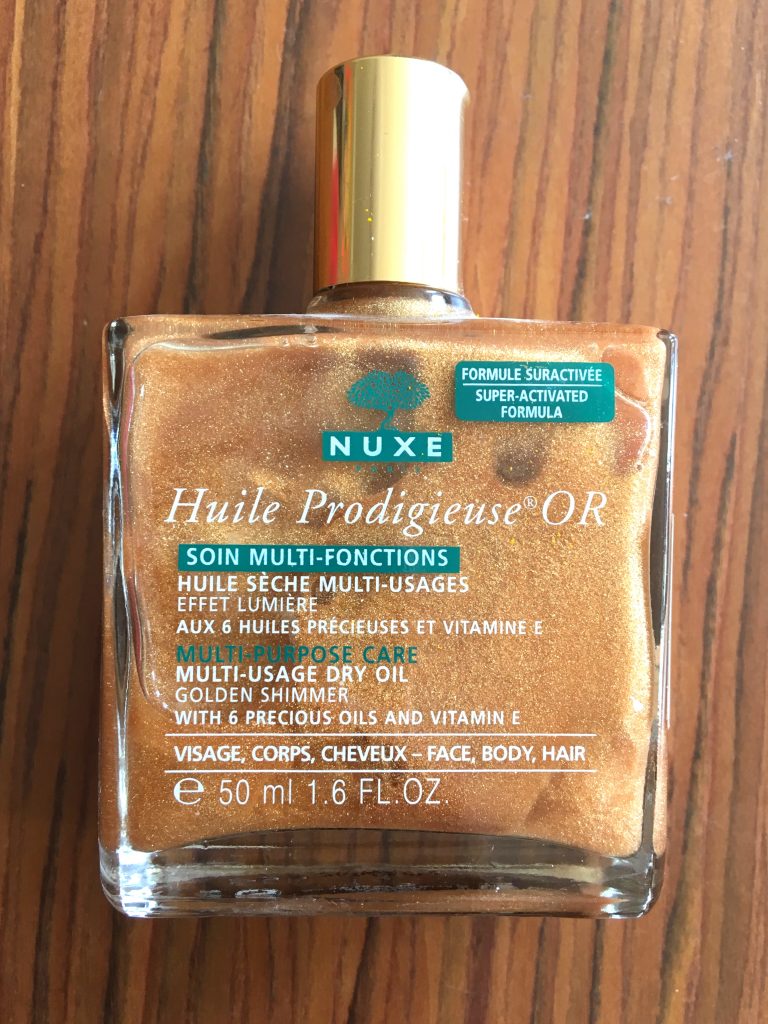 FORMULE SURACTIVÉE
SUPER-ACTIVATED
FORMULA
NUXE
PARIS
Huile Prodigieuse® OR
SOIN MULTI-FONCTIONS
HUILE SÈCHE MULTI-USAGES
EFFET LUMIÈRE
AUX 6 HUILES PRÉCIEUSES ET VITAMINE E
MULTI-PURPOSE CARE
MULTI-USAGE DRY OIL
GOLDEN SHIMMER
WITH 6 PRECIOUS OILS AND VITAMIN E
VISAGE, CORPS, CHEVEUX – FACE, BODY, HAIR
℮ 50 ml 1.6 FL.OZ.